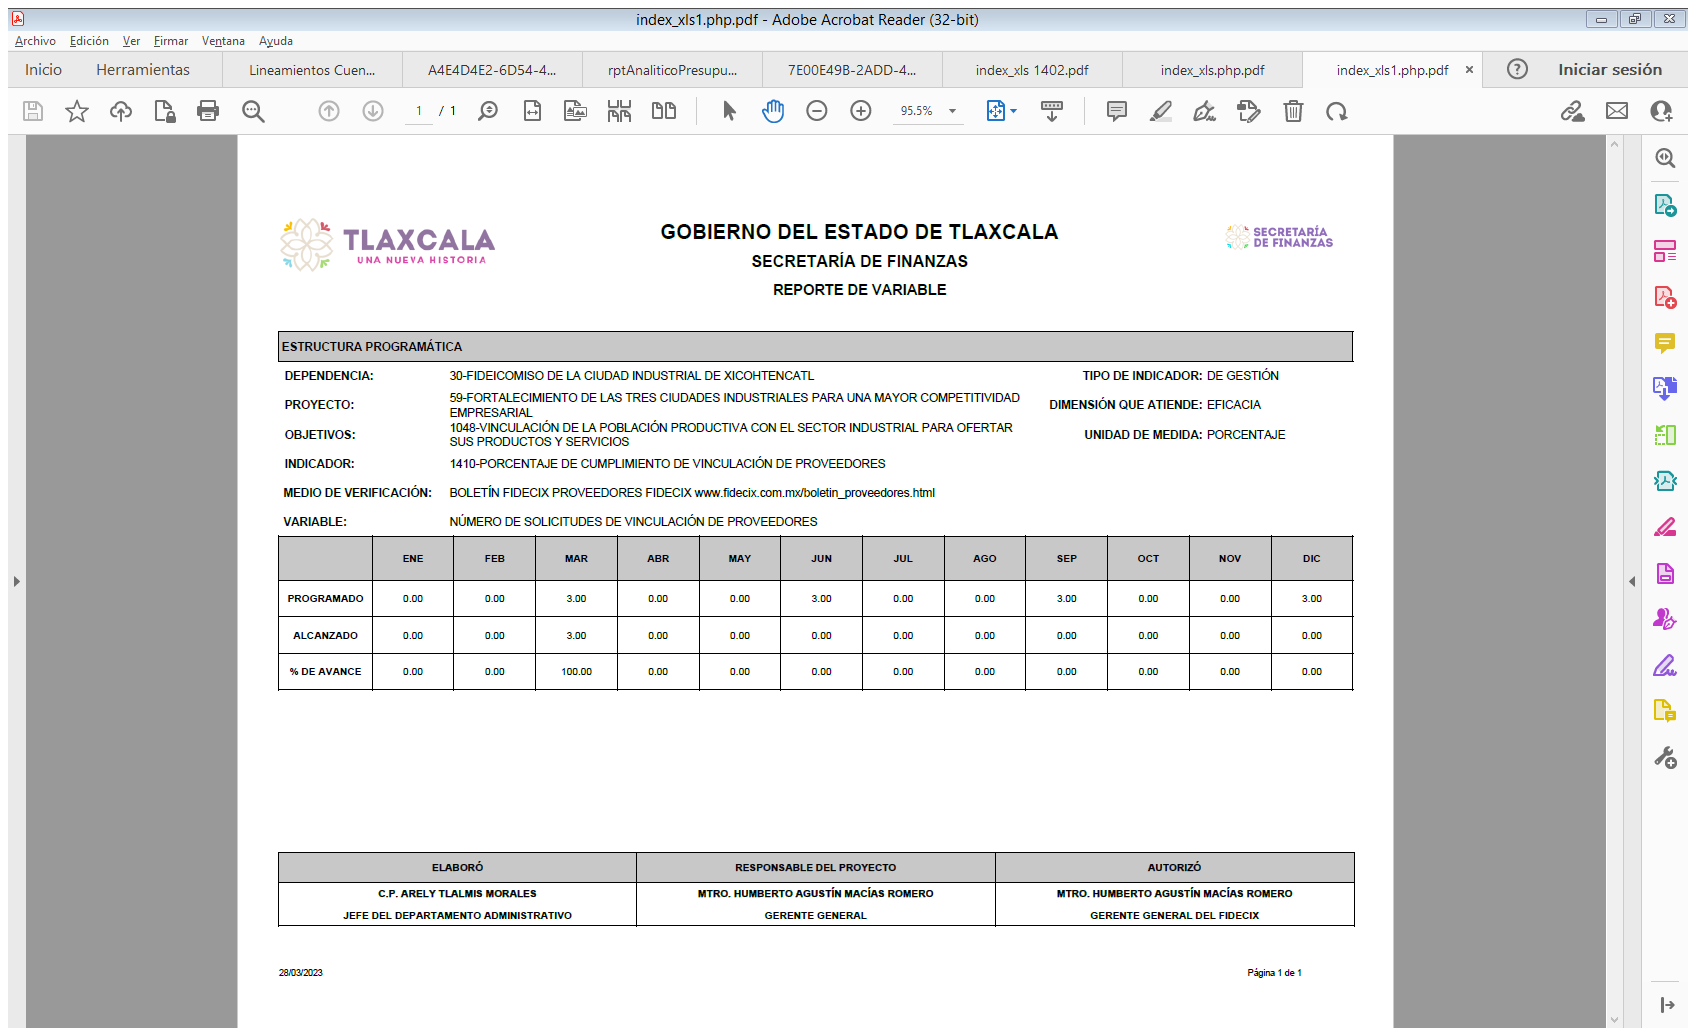 index_xls1.php.pdf - Adobe Acrobat Reader (32-bit)
Archivo Edición Ver Firmar Ventana Ayuda
Inicio Herramientas Lineamientos Cuen... A4E4D4E2-6D54-4... rptAnaliticoPresupu... 7E00E49B-2ADD-4... index_xls 1402.pdf index_xls.php.pdf index_xls1.php.pdf × ? Iniciar sesión
1 / 1 95.5%
TLAXCALA
UNA NUEVA HISTORIA
GOBIERNO DEL ESTADO DE TLAXCALA
SECRETARÍA DE FINANZAS
REPORTE DE VARIABLE
SECRETARÍA
DE FINANZAS
ESTRUCTURA PROGRAMÁTICA
DEPENDENCIA: 30-FIDEICOMISO DE LA CIUDAD INDUSTRIAL DE XICOHTENCATL TIPO DE INDICADOR: DE GESTIÓN
PROYECTO: 59-FORTALECIMIENTO DE LAS TRES CIUDADES INDUSTRIALES PARA UNA MAYOR COMPETITIVIDAD
EMPRESARIAL DIMENSIÓN QUE ATIENDE: EFICACIA
OBJETIVOS: 1048-VINCULACIÓN DE LA POBLACIÓN PRODUCTIVA CON EL SECTOR INDUSTRIAL PARA OFERTAR
SUS PRODUCTOS Y SERVICIOS UNIDAD DE MEDIDA: PORCENTAJE
INDICADOR: 1410-PORCENTAJE DE CUMPLIMIENTO DE VINCULACIÓN DE PROVEEDORES
MEDIO DE VERIFICACIÓN: BOLETÍN FIDECIX PROVEEDORES FIDECIX www.fidecix.com.mx/boletin_proveedores.html
VARIABLE: NÚMERO DE SOLICITUDES DE VINCULACIÓN DE PROVEEDORES
ENE FEB MAR ABR MAY JUN JUL AGO SEP OCT NOV DIC
PROGRAMADO 0.00 0.00 3.00 0.00 0.00 3.00 0.00 0.00 3.00 0.00 0.00 3.00
ALCANZADO 0.00 0.00 3.00 0.00 0.00 0.00 0.00 0.00 0.00 0.00 0.00 0.00
% DE AVANCE 0.00 0.00 100.00 0.00 0.00 0.00 0.00 0.00 0.00 0.00 0.00 0.00
ELABORÓ RESPONSABLE DEL PROYECTO AUTORIZÓ
C.P. ARELY TLALMIS MORALES MTRO. HUMBERTO AGUSTÍN MACÍAS ROMERO MTRO. HUMBERTO AGUSTÍN MACÍAS ROMERO
JEFE DEL DEPARTAMENTO ADMINISTRATIVO GERENTE GENERAL GERENTE GENERAL DEL FIDECIX
28/03/2023 Página 1 de 1